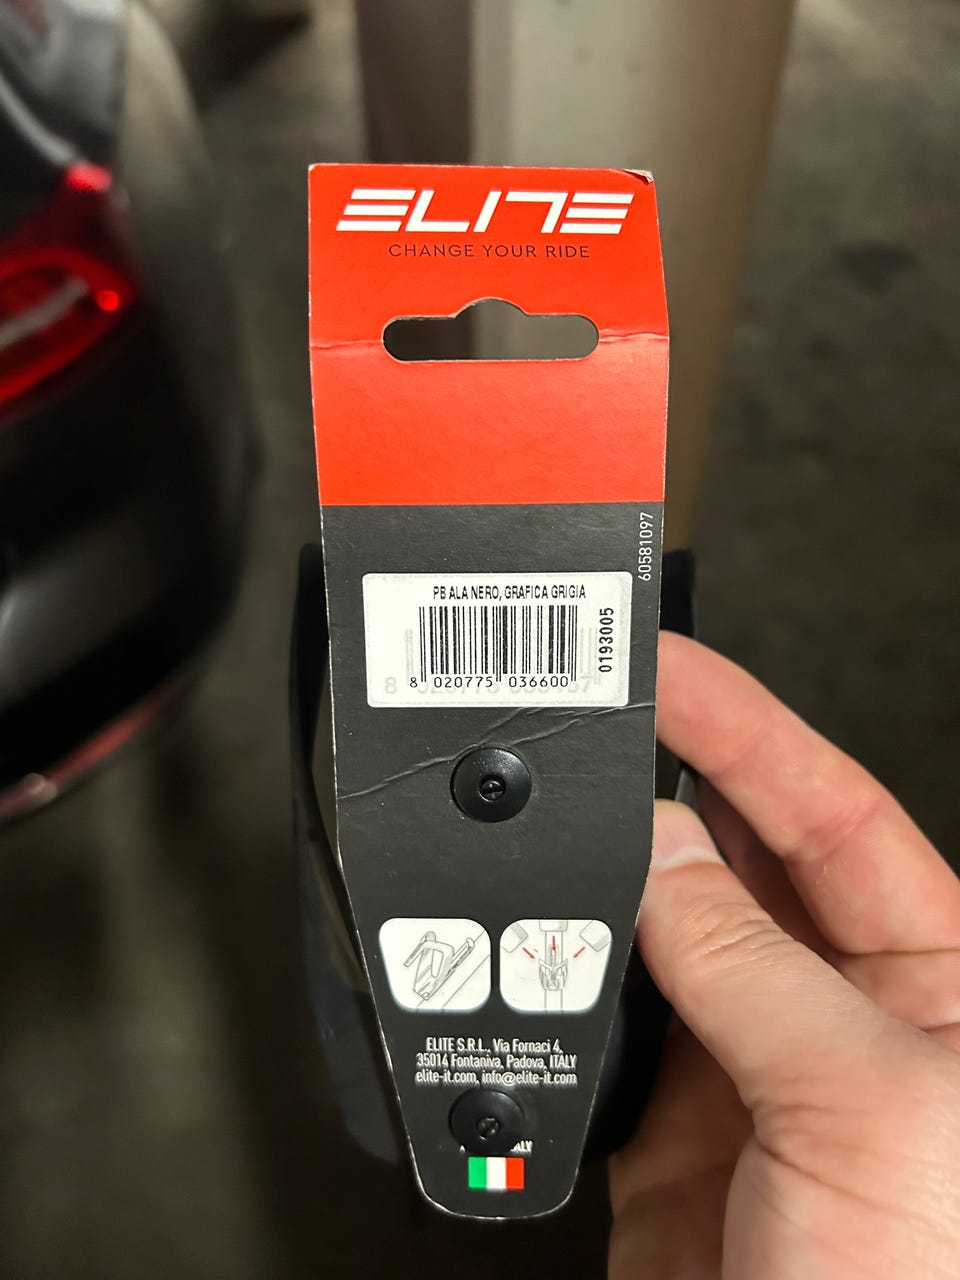 ELITE
CHANGE YOUR RIDE
60581097
PB ALA NERO, GRAFICA GRIGIA
0193005
8 020775 036600
ELITE S.R.L., Via Fornaci 4,
35014 Fontaniva, Padova, ITALY
elite-it.com, info@elite-it.com